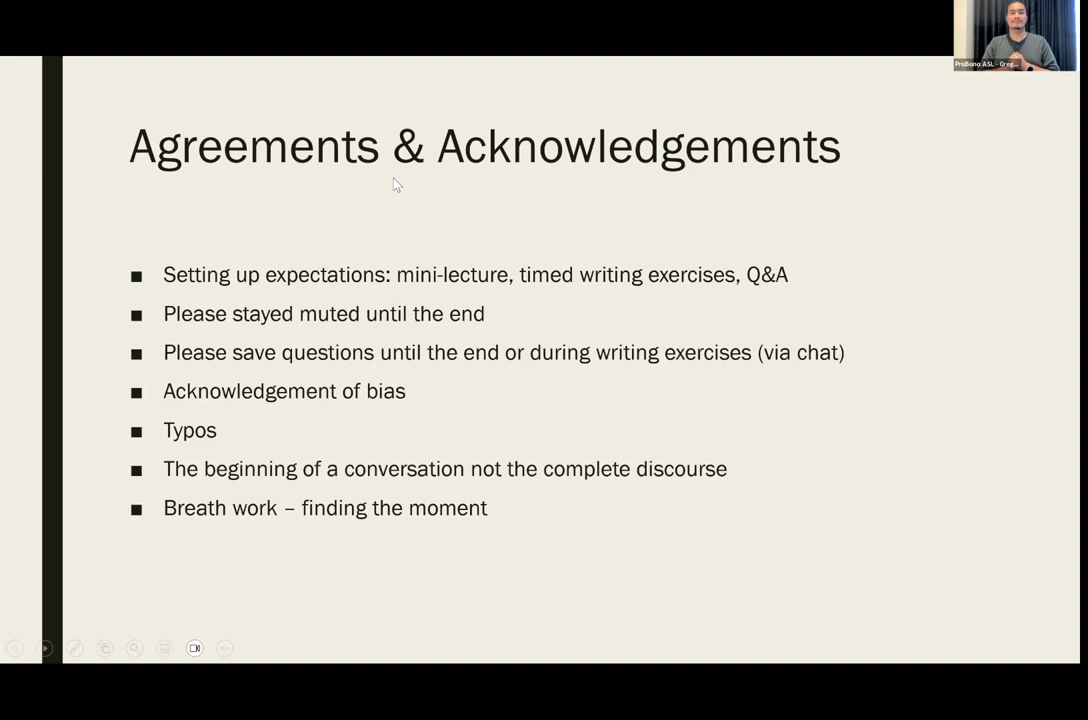 ProBono ASL - Greg...
Agreements & Acknowledgements
■ Setting up expectations: mini-lecture, timed writing exercises, Q&A
■ Please stayed muted until the end
■ Please save questions until the end or during writing exercises (via chat)
■ Acknowledgement of bias
■ Typos
■ The beginning of a conversation not the complete discourse
■ Breath work – finding the moment